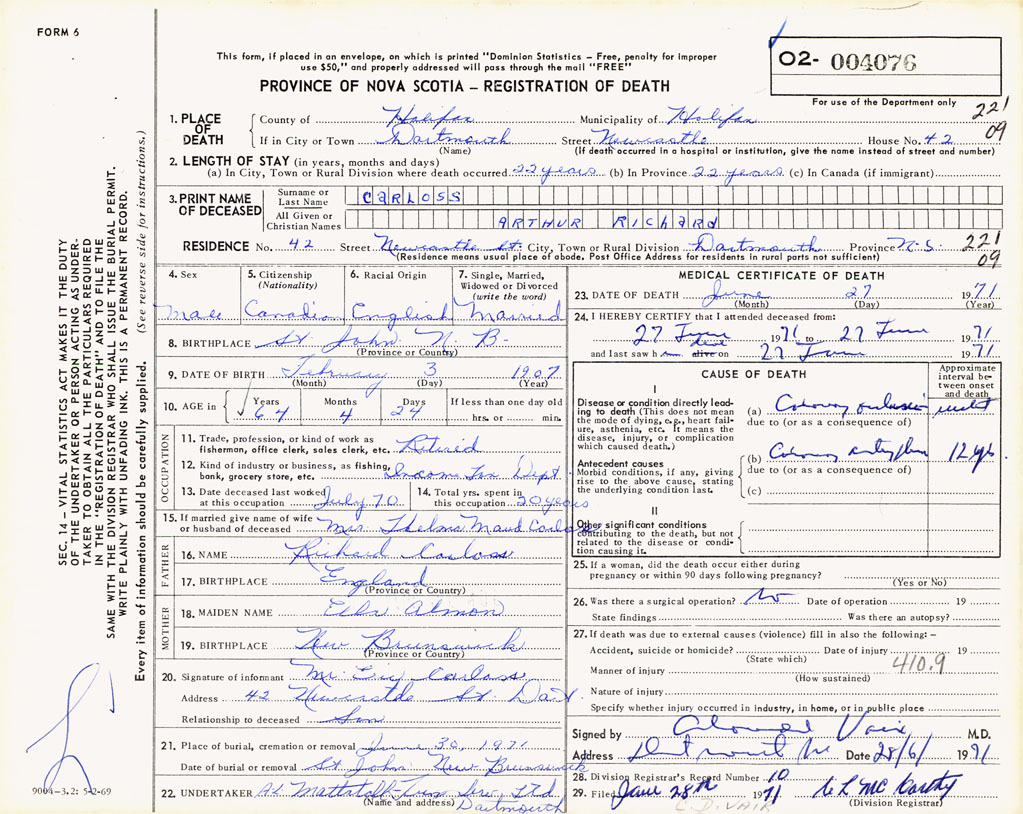 FORM 6
This form, if placed in an envelope, on which is printed "Dominion Statistics – Free, penalty for improper
use $50," and properly addressed will pass through the mail "FREE"
PROVINCE OF NOVA SCOTIA – REGISTRATION OF DEATH
O2- 004076
For use of the Department only
221
09
1. PLACE OF DEATH
County of Halifax Municipality of Halifax
If in City or Town Dartmouth Street Newcastle House No. 42
(Name) (If death occurred in a hospital or institution, give the name instead of street and number)
2. LENGTH OF STAY (in years, months and days)
(a) In City, Town or Rural Division where death occurred 22 years (b) In Province 22 years (c) In Canada (if immigrant)
3. PRINT NAME OF DECEASED
Surname or Last Name CARLOSS
All Given or Christian Names ARTHUR RICHARD
RESIDENCE No. 42 Street Newcastle St. City, Town or Rural Division Dartmouth Province N.S.
(Residence means usual place of abode. Post Office Address for residents in rural parts not sufficient)
221
09
4. Sex
Male
5. Citizenship
(Nationality)
Canadian
6. Racial Origin
English
7. Single, Married,
Widowed or Divorced
(write the word)
Married
8. BIRTHPLACE St. John N. B-
(Province or Country)
9. DATE OF BIRTH February 3 1907
(Month) (Day) (Year)
10. AGE in Years 64 Months 4 Days 24 If less than one day old
hrs. or min.
OCCUPATION
11. Trade, profession, or kind of work as
fisherman, office clerk, sales clerk, etc. Retired
12. Kind of industry or business, as fishing,
bank, grocery store, etc. Income Tax Dept.
13. Date deceased last worked
at this occupation July 70
14. Total yrs. spent in
this occupation 20 years
15. If married give name of wife
or husband of deceased Mrs Thelma Maud Carloss
FATHER
16. NAME Richard Carloss
17. BIRTHPLACE England
(Province or Country)
MOTHER
18. MAIDEN NAME Almon
19. BIRTHPLACE New Brunswick
(Province or Country)
20. Signature of informant Mr. Eric Carloss
Address 42 Newcastle St. Dart
Relationship to deceased Son
21. Place of burial, cremation or removal June 30, 1971
Date of burial or removal St. John New Brunswick
22. UNDERTAKER Mattatall Ltd
(Name and address) Dartmouth
MEDICAL CERTIFICATE OF DEATH
23. DATE OF DEATH June 27 1971
(Month) (Day) (Year)
24. I HEREBY CERTIFY that I attended deceased from:
27 June 1971 to 27 June 1971
and last saw h alive on 27 June 1971
CAUSE OF DEATH
Approximate
interval between onset
and death
I
Disease or condition directly leading to death (This does not mean
the mode of dying, e.g., heart failure, asthenia, etc. It means the
disease, injury, or complication
which caused death.)
(a) Coronary
due to (or as a consequence of)
Antecedent causes
Morbid conditions, if any, giving
rise to the above cause, stating
the underlying condition last.
(b) Coronary 12 yrs
due to (or as a consequence of)
(c)
II
Other significant conditions
contributing to the death, but not
related to the disease or condition causing it.
25. If a woman, did the death occur either during
pregnancy or within 90 days following pregnancy?
(Yes or No)
26. Was there a surgical operation? No Date of operation 19
State findings Was there an autopsy?
27. If death was due to external causes (violence) fill in also the following: –
Accident, suicide or homicide? Date of injury 19
(State which)
410.9
Manner of injury
(How sustained)
Nature of injury
Specify whether injury occurred in industry, in home, or in public place
Signed by Vair M.D.
Address Date 28/6/ 1971
28. Division Registrar's Record Number 10
29. Filed June 28th 1971 McCarthy
(Division Registrar)
C. D. VAIR
SEC. 14 – VITAL STATISTICS ACT MAKES IT THE DUTY
OF THE UNDERTAKER OR PERSON ACTING AS UNDERTAKER TO OBTAIN ALL THE PARTICULARS REQUIRED
IN THE "REGISTRATION OF DEATH" AND TO FILE THE
SAME WITH THE DIVISION REGISTRAR WHO SHALL ISSUE THE BURIAL PERMIT.
WRITE PLAINLY WITH UNFADING INK. THIS IS A PERMANENT RECORD.
Every item of information should be carefully supplied. (See reverse side for instructions.)
9004–3.2: 5-2-69